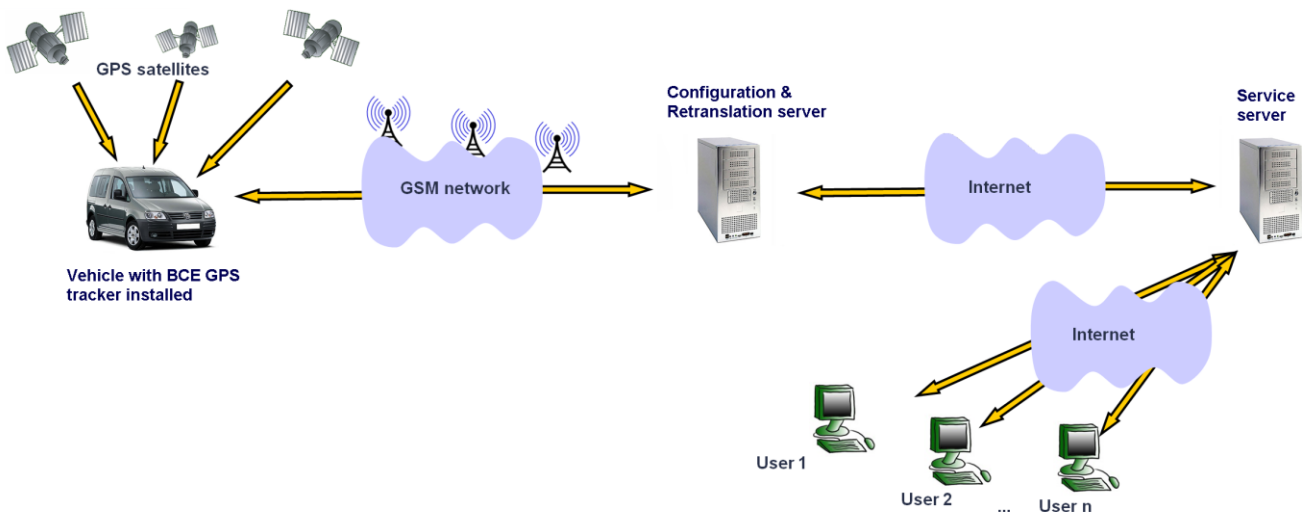 GPS satellites
Configuration &
Retranslation server
Service
server
GSM network
Internet
Vehicle with BCE GPS
tracker installed
Internet
User 1
User 2
...
User n